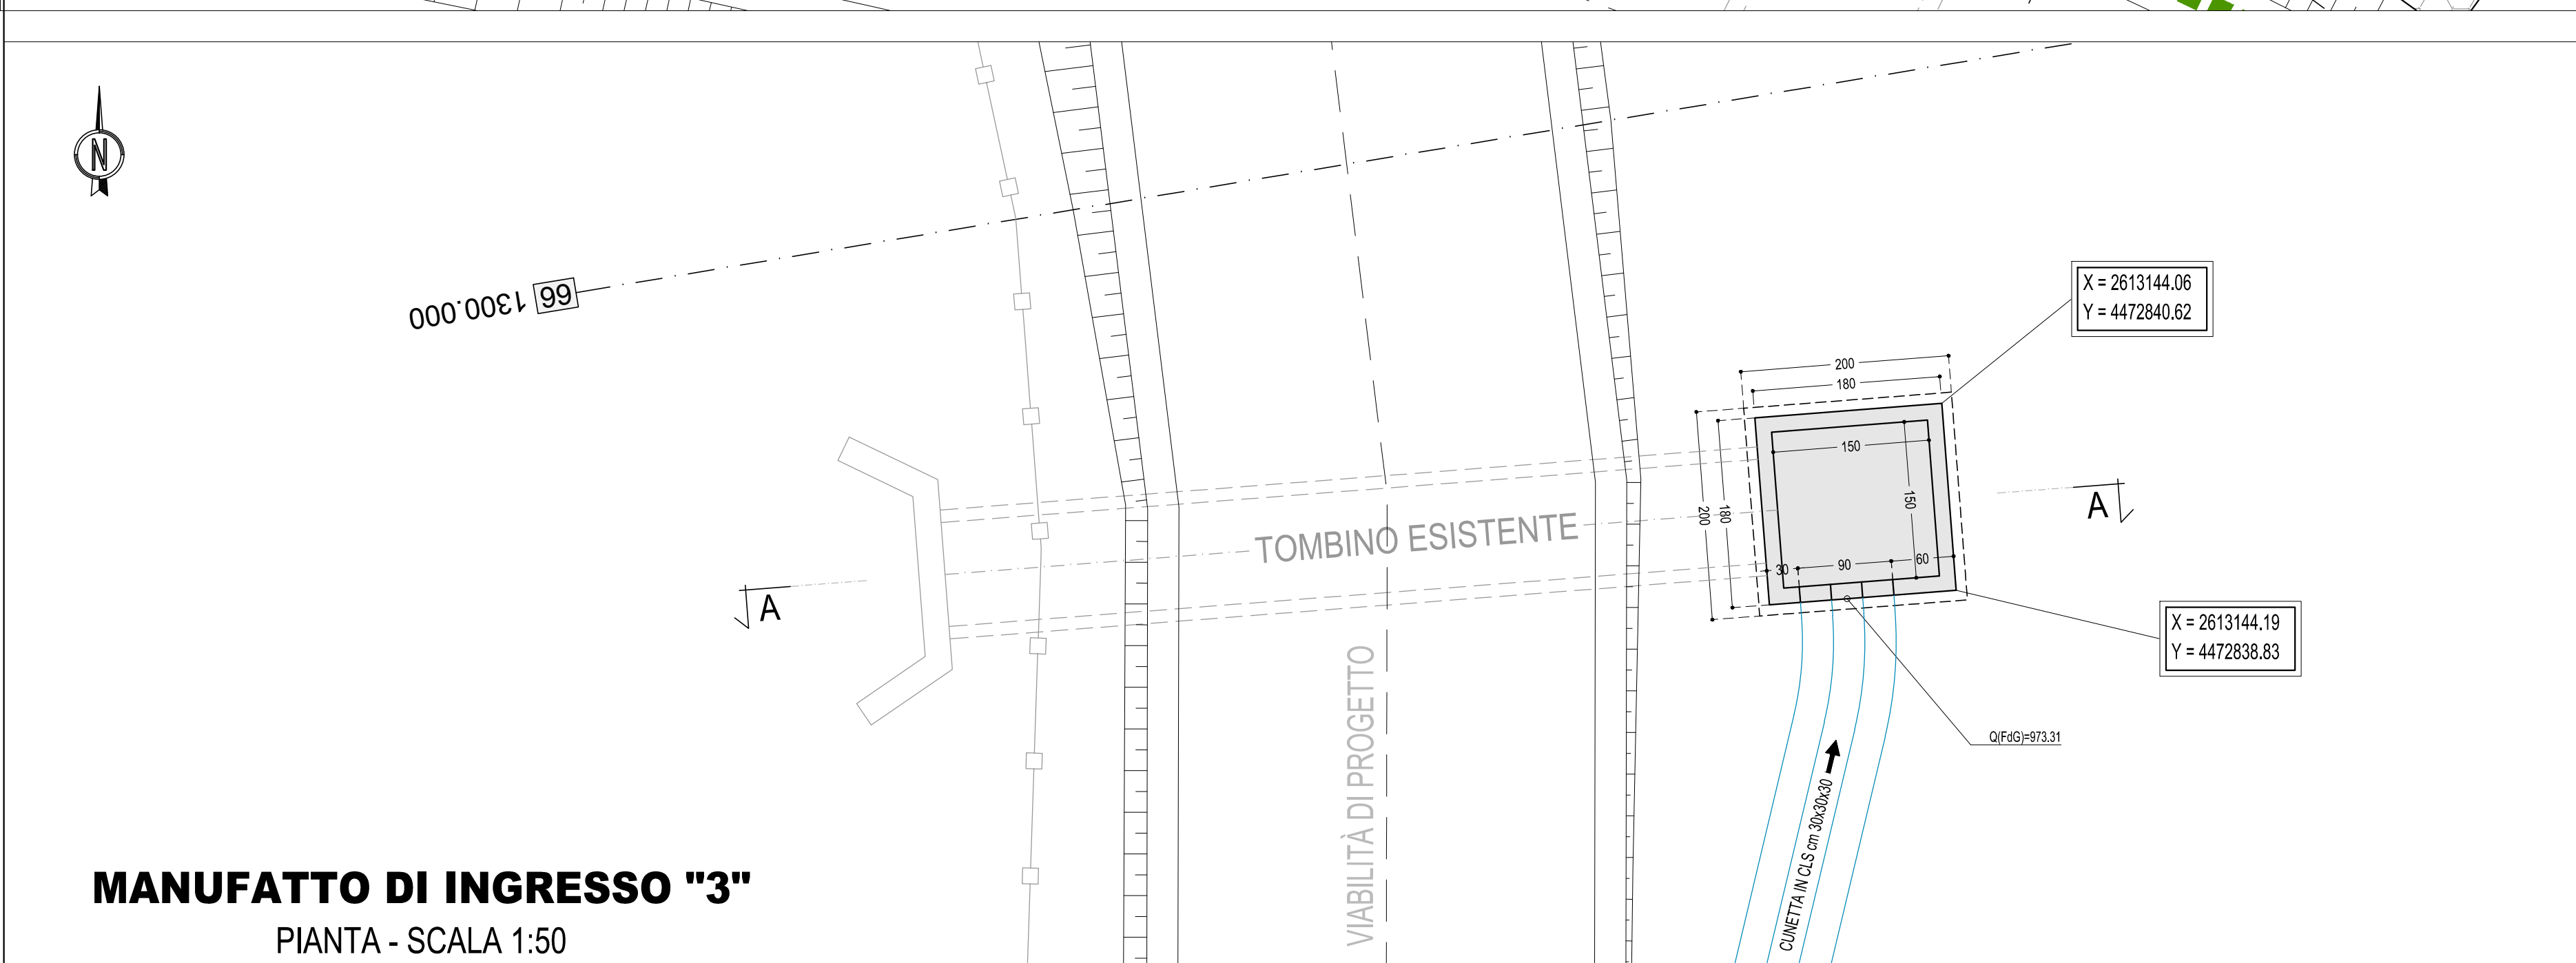 N
66 1300.000
X = 2613144.06
Y = 4472840.62
200
180
150
150
200
180
30
90
60
A
TOMBINO ESISTENTE
A
X = 2613144.19
Y = 4472838.83
VIABILITÀ DI PROGETTO
Q(FdG)=973.31
CUNETTA IN CLS cm 30x30x30
MANUFATTO DI INGRESSO "3"
PIANTA - SCALA 1:50